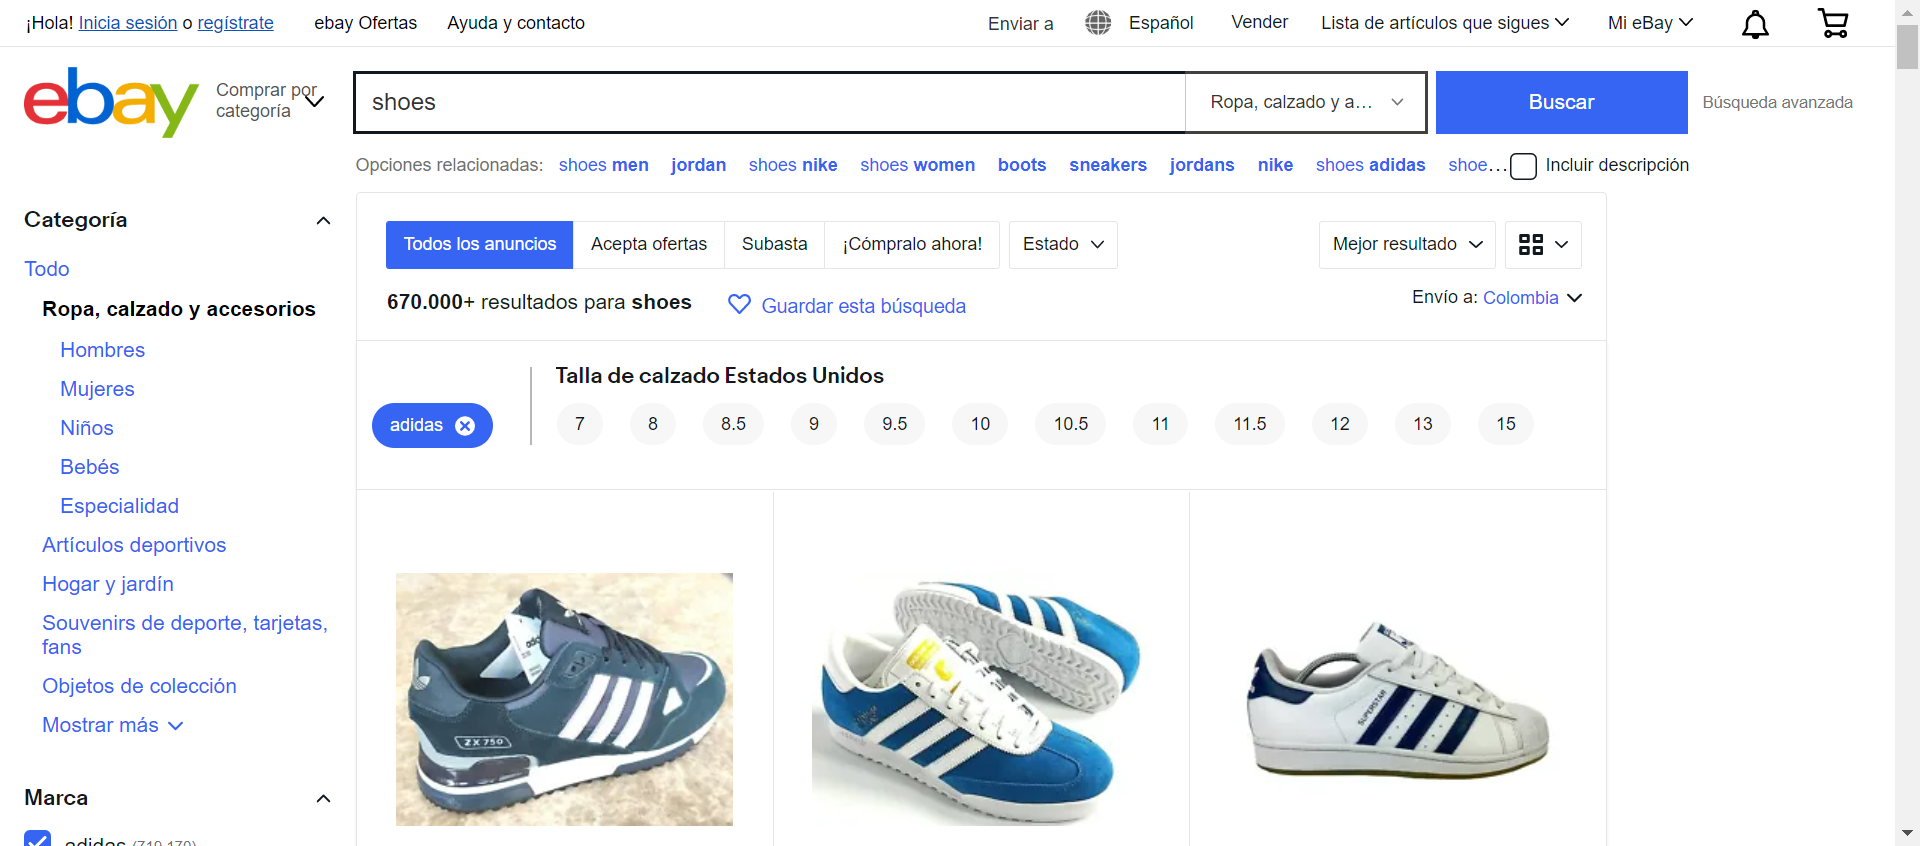 ¡Hola! Inicia sesión o regístrate
ebay Ofertas
Ayuda y contacto
Enviar a
Español
Vender
Lista de artículos que sigues
Mi eBay
ebay
Comprar por
categoría
shoes
Ropa, calzado y a...
Buscar
Búsqueda avanzada
Opciones relacionadas: shoes men jordan shoes nike shoes women boots sneakers jordans nike shoes adidas shoe...
Incluir descripción
Categoría
Todo
Ropa, calzado y accesorios
Hombres
Mujeres
Niños
Bebés
Especialidad
Artículos deportivos
Hogar y jardín
Souvenirs de deporte, tarjetas,
fans
Objetos de colección
Mostrar más
Marca
adidas (719.170)
Todos los anuncios
Acepta ofertas
Subasta
¡Cómpralo ahora!
Estado
Mejor resultado
670.000+ resultados para shoes
Guardar esta búsqueda
Envío a: Colombia
adidas
Talla de calzado Estados Unidos
7 8 8.5 9 9.5 10 10.5 11 11.5 12 13 15
ZX 750
SUPERSTAR